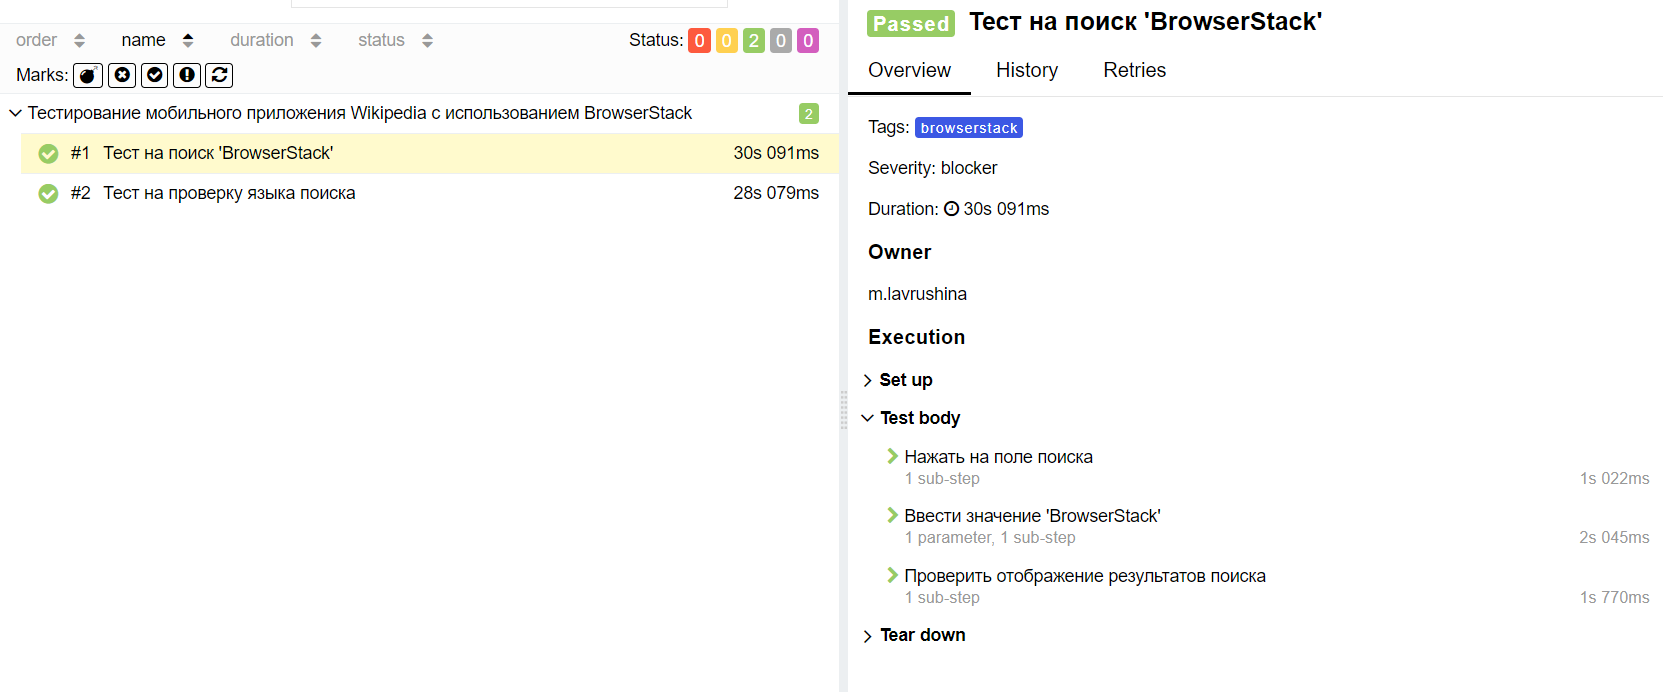 order name duration status Status: 0 0 2 0 0
Marks:
Тестирование мобильного приложения Wikipedia с использованием BrowserStack 2
#1 Тест на поиск 'BrowserStack' 30s 091ms
#2 Тест на проверку языка поиска 28s 079ms
Passed Тест на поиск 'BrowserStack'
Overview History Retries
Tags: browserstack
Severity: blocker
Duration: 30s 091ms
Owner
m.lavrushina
Execution
Set up
Test body
Нажать на поле поиска
1 sub-step 1s 022ms
Ввести значение 'BrowserStack'
1 parameter, 1 sub-step 2s 045ms
Проверить отображение результатов поиска
1 sub-step 1s 770ms
Tear down